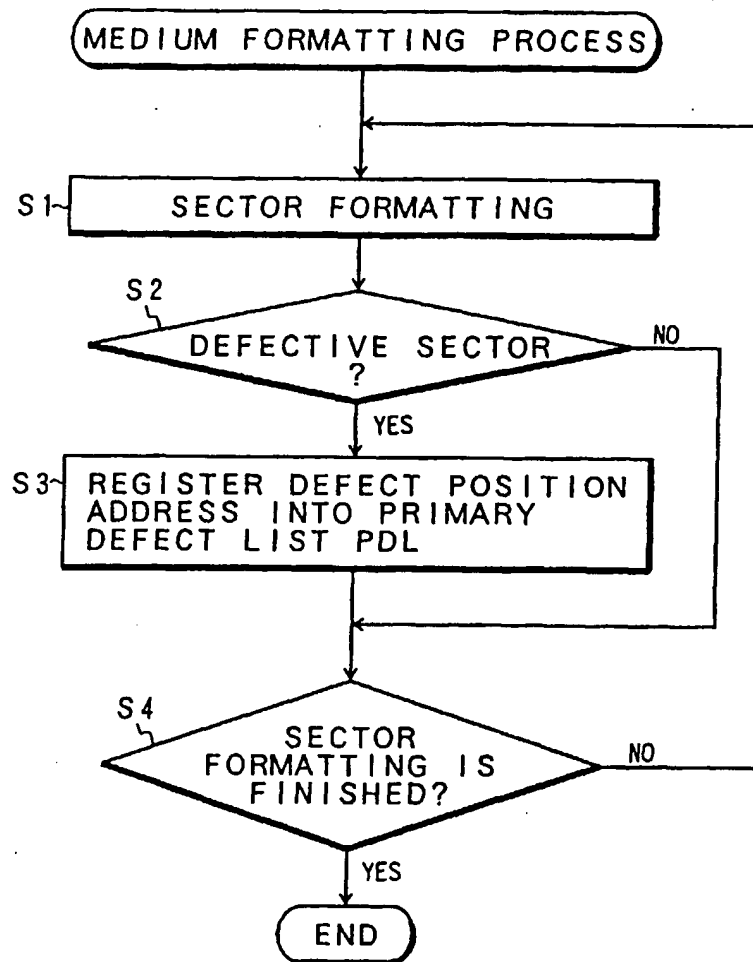 MEDIUM FORMATTING PROCESS
S1
SECTOR FORMATTING
S2
DEFECTIVE SECTOR
?
NO
YES
S3
REGISTER DEFECT POSITION
ADDRESS INTO PRIMARY
DEFECT LIST PDL
S4
SECTOR
FORMATTING IS
FINISHED?
NO
YES
END